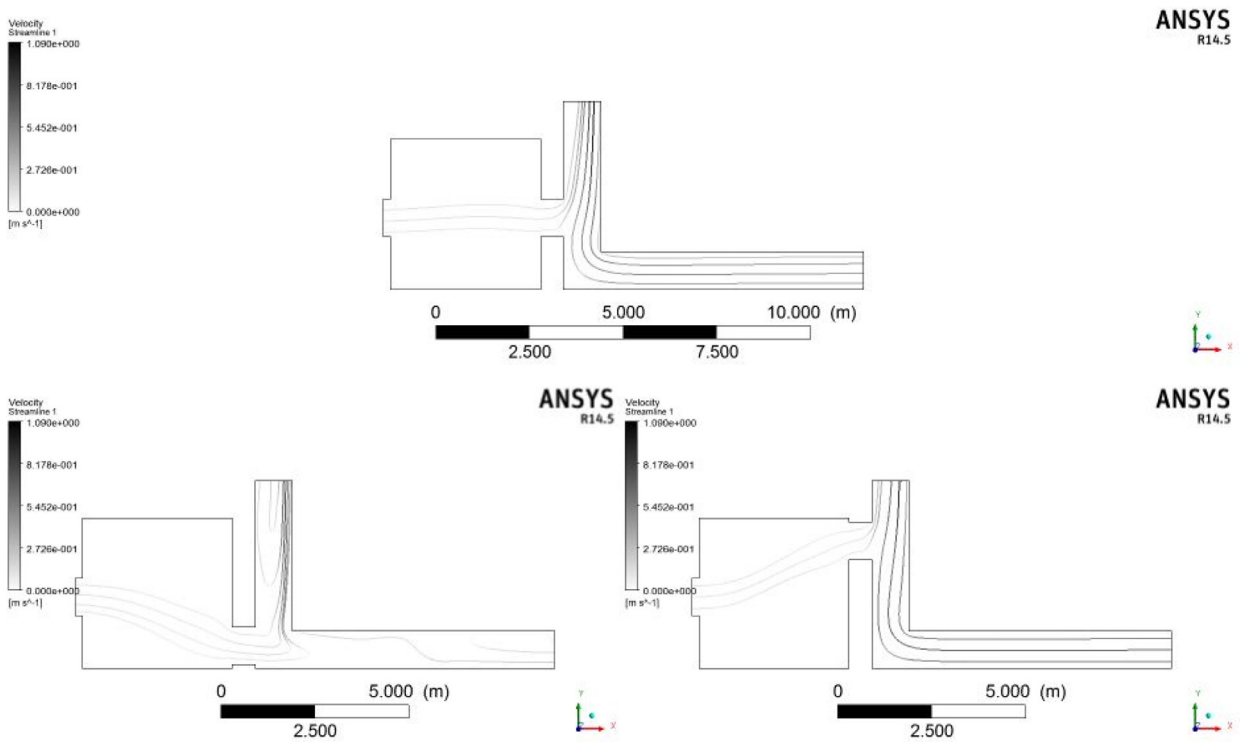 ANSYS
R14.5
Velocity
Streamline 1
1.090e+000
8.178e-001
5.452e-001
2.726e-001
0.000e+000
[m s^-1]
0 5.000 10.000 (m)
2.500 7.500
Y
Z X
ANSYS
R14.5
Velocity
Streamline 1
1.090e+000
8.178e-001
5.452e-001
2.726e-001
0.000e+000
[m s^-1]
0 5.000 (m)
2.500
Y
Z X
ANSYS
R14.5
Velocity
Streamline 1
1.090e+000
8.178e-001
5.452e-001
2.726e-001
0.000e+000
[m s^-1]
0 5.000 (m)
2.500
Y
Z X